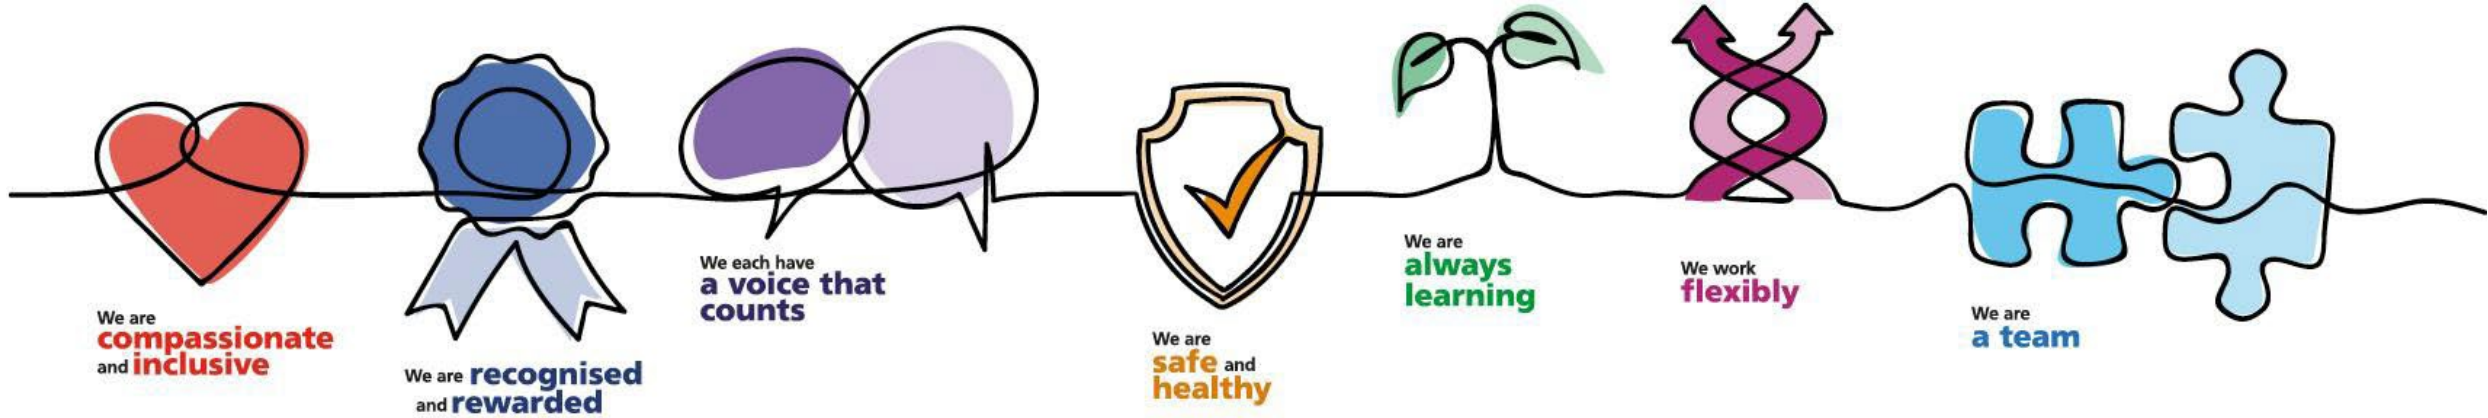 We are
compassionate
and inclusive
We are recognised
and rewarded
We each have
a voice that
counts
We are
safe and
healthy
We are
always
learning
We work
flexibly
We are
a team